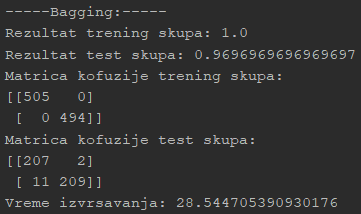 -----Bagging:-----
Rezultat trening skupa: 1.0
Rezultat test skupa: 0.9696969696969697
Matrica kofuzije trening skupa:
[[505   0]
 [  0 494]]
Matrica kofuzije test skupa:
[[207   2]
 [ 11 209]]
Vreme izvrsavanja: 28.544705390930176